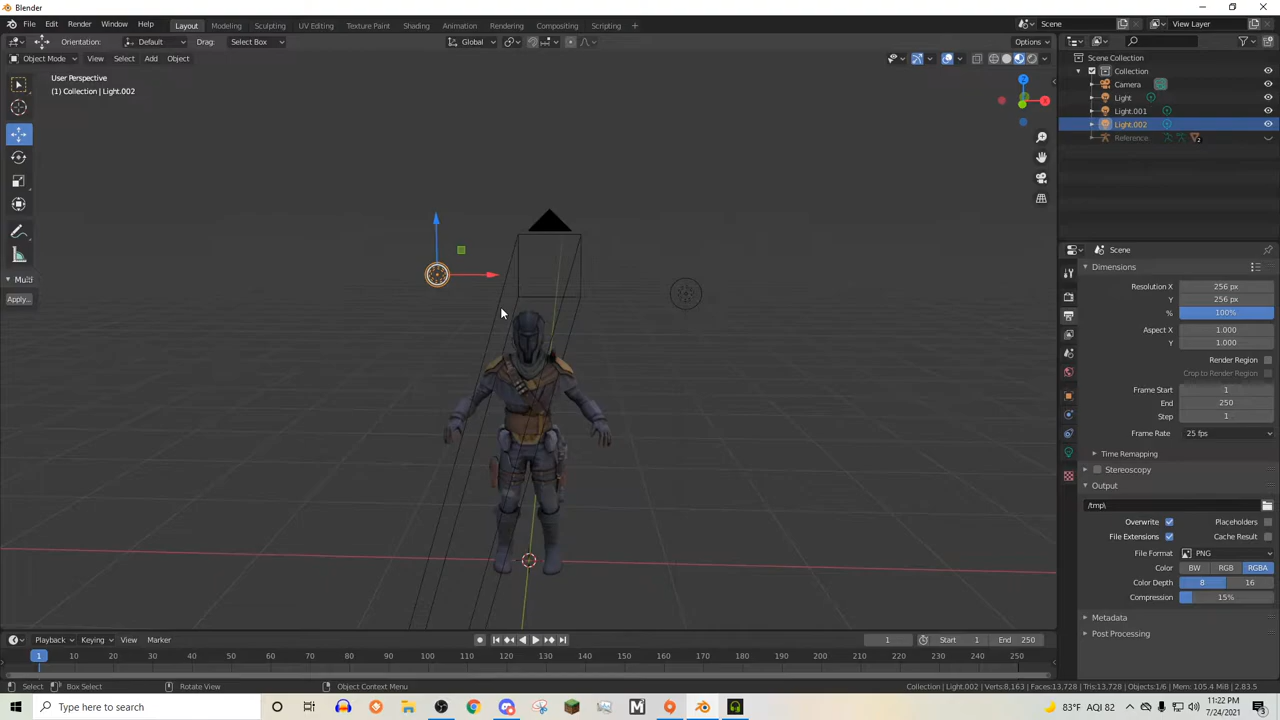 Blender
File Edit Render Window Help Layout Modeling Sculpting UV Editing Texture Paint Shading Animation Rendering Compositing Scripting + Scene View Layer
Orientation: Default Drag: Select Box Global Options
Object Mode View Select Add Object
User Perspective
(1) Collection | Light.002
Z
X
Multi
Apply...
Scene Collection
Collection
Camera
Light
Light.001
Light.002
Reference
2
Scene
Dimensions
Resolution X 256 px
Y 256 px
% 100%
Aspect X 1.000
Y 1.000
Render Region
Crop to Render Region
Frame Start 1
End 250
Step 1
Frame Rate 25 fps
Time Remapping
Stereoscopy
Output
/tmp\
Overwrite Placeholders
File Extensions Cache Result
File Format PNG
Color BW RGB RGBA
Color Depth 8 16
Compression 15%
Metadata
Post Processing
Playback Keying View Marker 1 Start 1 End 250
1 10 20 30 40 50 60 70 80 90 100 110 120 130 140 150 160 170 180 190 200 210 220 230 240 250
Select Box Select Rotate View Object Context Menu Collection | Light.002 | Verts:8,163 | Faces:13,728 | Tris:13,728 | Objects:1/6 | Mem: 105.4 MiB | 2.83.5
Type here to search 83°F AQI 82 11:22 PM
7/24/2021